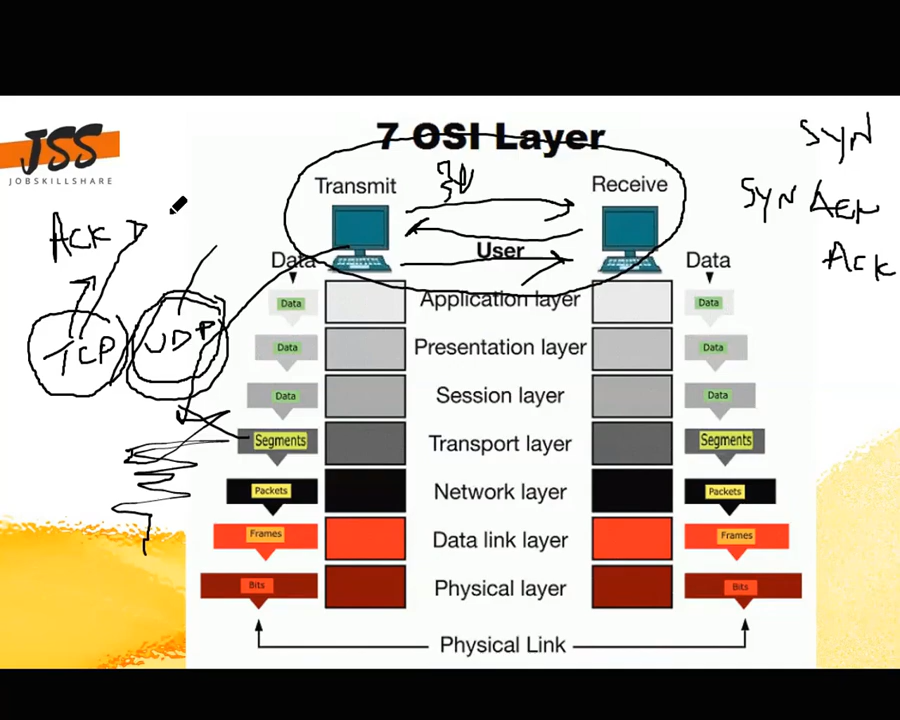 JSS
JOBSKILLSHARE
7 OSI Layer
SYN
SYN ACK
ACK
Transmit
Receive
User
ACK
TCP
UDP
Data
Data
Data
Application layer
Data
Data
Presentation layer
Data
Data
Session layer
Data
Segments
Transport layer
Segments
Packets
Network layer
Packets
Frames
Data link layer
Frames
Bits
Physical layer
Bits
Physical Link